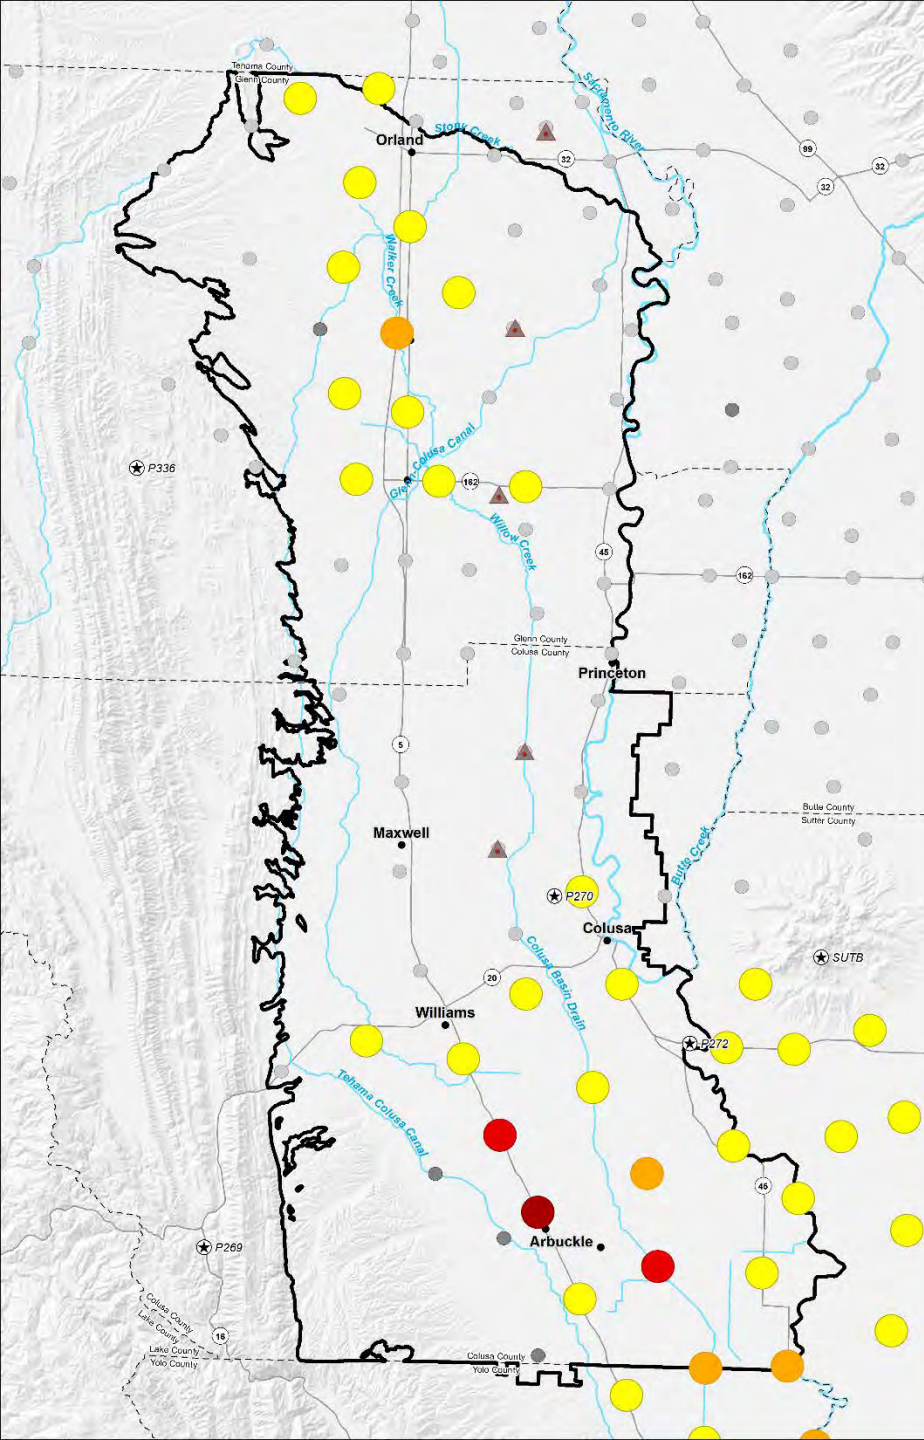 Tehama County
Glenn County
Sacramento River
Stony Creek
Orland
32
99
32
32
Walker Creek
P336
Glenn-Colusa Canal
162
Willow Creek
45
162
Glenn County
Colusa County
Princeton
5
Butte County
Sutter County
Maxwell
Butte Creek
P270
Colusa
Colusa Basin Drain
SUTB
20
Williams
P272
Tehama Colusa Canal
45
Arbuckle
P269
Colusa County
Lake County
16
Lake County
Yolo County
Colusa County
Yolo County